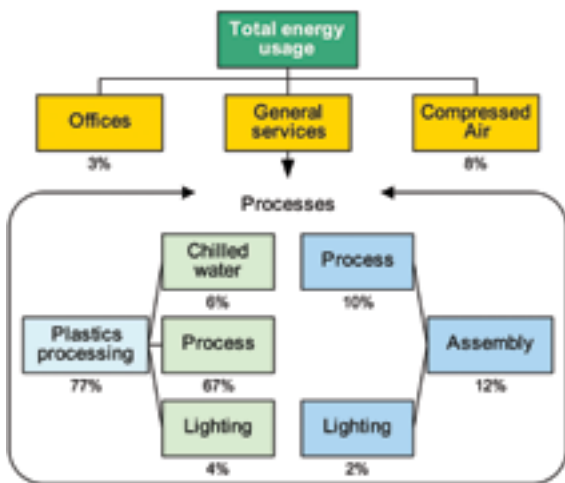 Total energy
usage
Offices
General
services
Compressed
Air
3%
8%
Processes
Chilled
water
Process
6%
10%
Plastics
processing
Process
Assembly
77%
67%
12%
Lighting
Lighting
4%
2%